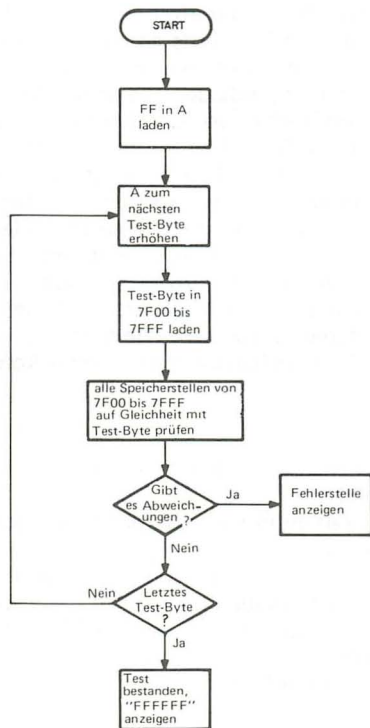 START
FF in A
laden
A zum
nächsten
Test-Byte
erhöhen
Test-Byte in
7F00 bis
7FFF laden
alle Speicherstellen von
7F00 bis 7FFF
auf Gleichheit mit
Test-Byte prüfen
Gibt
es Abweich-
ungen ?
Ja
Fehlerstelle
anzeigen
Nein
Nein
Letztes
Test-Byte
?
Ja
Test
bestanden,
"FFFFFF"
anzeigen